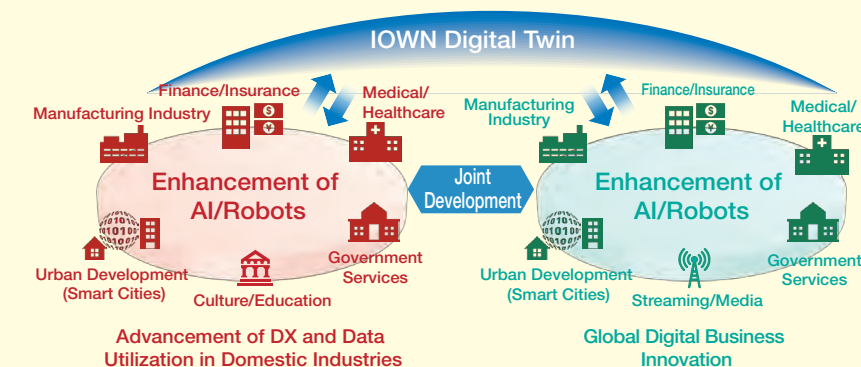 IOWN Digital Twin
Finance/Insurance
Manufacturing Industry
Medical/
Healthcare
Enhancement of
AI/Robots
Urban Development
(Smart Cities)
Culture/Education
Government
Services
Advancement of DX and Data
Utilization in Domestic Industries
Joint
Development
Finance/Insurance
Manufacturing
Industry
Medical/
Healthcare
Enhancement of
AI/Robots
Urban Development
(Smart Cities)
Streaming/Media
Government
Services
Global Digital Business
Innovation